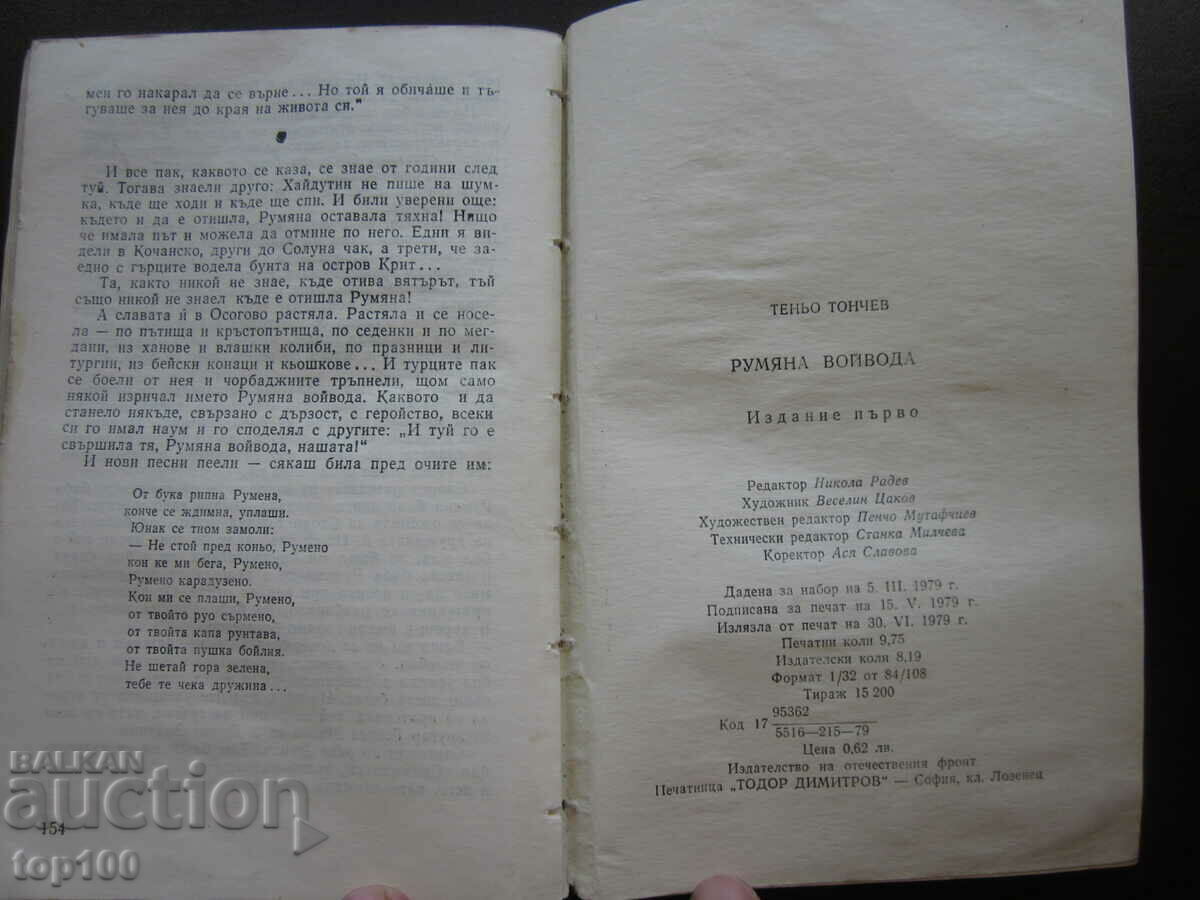 мен го накарал да се върне... Но той я обичаше и тъ-
гуваше за нея до края на живота си."
И все пак, каквото се каза, се знае от години след
туй. Тогава знаели друго: Хайдутин не пише на шум-
ка, къде ще ходи и къде ще спи. И били уверени още:
където и да е отишла, Румяна оставала тяхна! Нищо
че имала път и можела да отмине по него. Едни я ви-
дели в Кочанско, други до Солуна чак, а трети, че за-
едно с гърците водела бунта на остров Крит...
Та, както никой не знае, къде отива вятърът, тъй
също никой не знаел къде е отишла Румяна!
А славата ѝ в Осогово растяла. Растяла и се носе-
ла — по пътища и кръстопътища, по седенки и по мег-
дани, из ханове и влашки колиби, по празници и ли-
тургии, из бейски конаци и кьошкове... И турците пак
се боели от нея и чорбаджиите тръпнели, щом само
някой изричал името Румяна войвода. Каквото и да
станело някъде, свързано с дързост, с геройство, всеки
си го имал наум и го споделял с другите: „И туй го е
свършила тя, Румяна войвода, нашата!"
И нови песни пеели — сякаш била пред очите им:
От бука рипна Румена,
конче се ждимна, уплаши.
Юнак се тном замоли:
— Не стой пред коньо, Румено
кон ке ми бега, Румено,
Румено карадузено.
Кон ми се плаши, Румено,
от твойто руо сърмено,
от твойта капа рунтава,
от твойта пушка бойлия.
Не шетай гора зелена,
тебе те чека дружина...
154
ТЕНЬО ТОНЧЕВ
РУМЯНА ВОЙВОДА
Издание първо
Редактор Никола Радев
Художник Веселин Цаков
Художествен редактор Пенчо Мутафчиев
Технически редактор Станка Милчева
Коректор Ася Славова
Дадена за набор на 5. III. 1979 г.
Подписана за печат на 15. V. 1979 г.
Излязла от печат на 30. VI. 1979 г.
Печатни коли 9,75
Издателски коли 8,19
Формат 1/32 от 84/108
Тираж 15 200
95362
Код 17
5516—215—79
Цена 0,62 лв.
Издателство на отечествения фронт
Печатница „ТОДОР ДИМИТРОВ" — София, кл. Лозенец
BALKAN
auction
top100